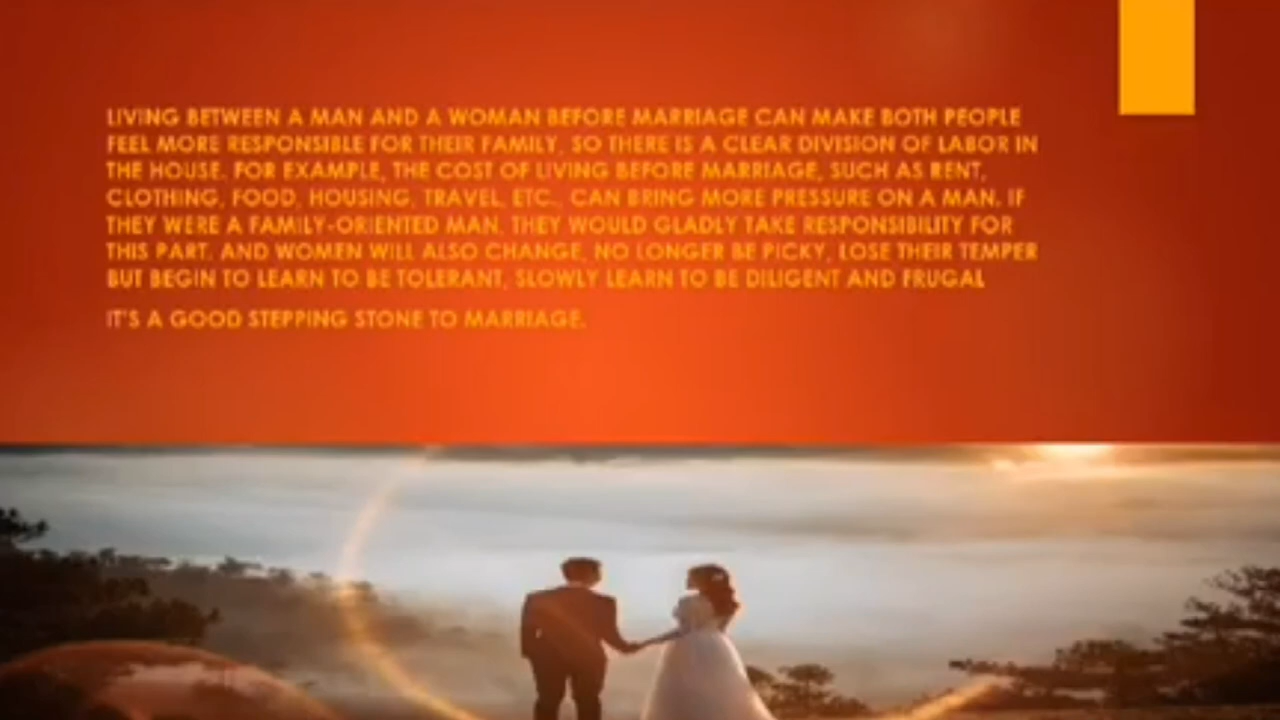 LIVING BETWEEN A MAN AND A WOMAN BEFORE MARRIAGE CAN MAKE BOTH PEOPLE
FEEL MORE RESPONSIBLE FOR THEIR FAMILY, SO THERE IS A CLEAR DIVISION OF LABOR IN
THE HOUSE. FOR EXAMPLE, THE COST OF LIVING BEFORE MARRIAGE, SUCH AS RENT,
CLOTHING, FOOD, HOUSING, TRAVEL, ETC., CAN BRING MORE PRESSURE ON A MAN. IF
THEY WERE A FAMILY-ORIENTED MAN, THEY WOULD GLADLY TAKE RESPONSIBILITY FOR
THIS PART. AND WOMEN WILL ALSO CHANGE, NO LONGER BE PICKY, LOSE THEIR TEMPER
BUT BEGIN TO LEARN TO BE TOLERANT, SLOWLY LEARN TO BE DILIGENT AND FRUGAL
IT'S A GOOD STEPPING STONE TO MARRIAGE.